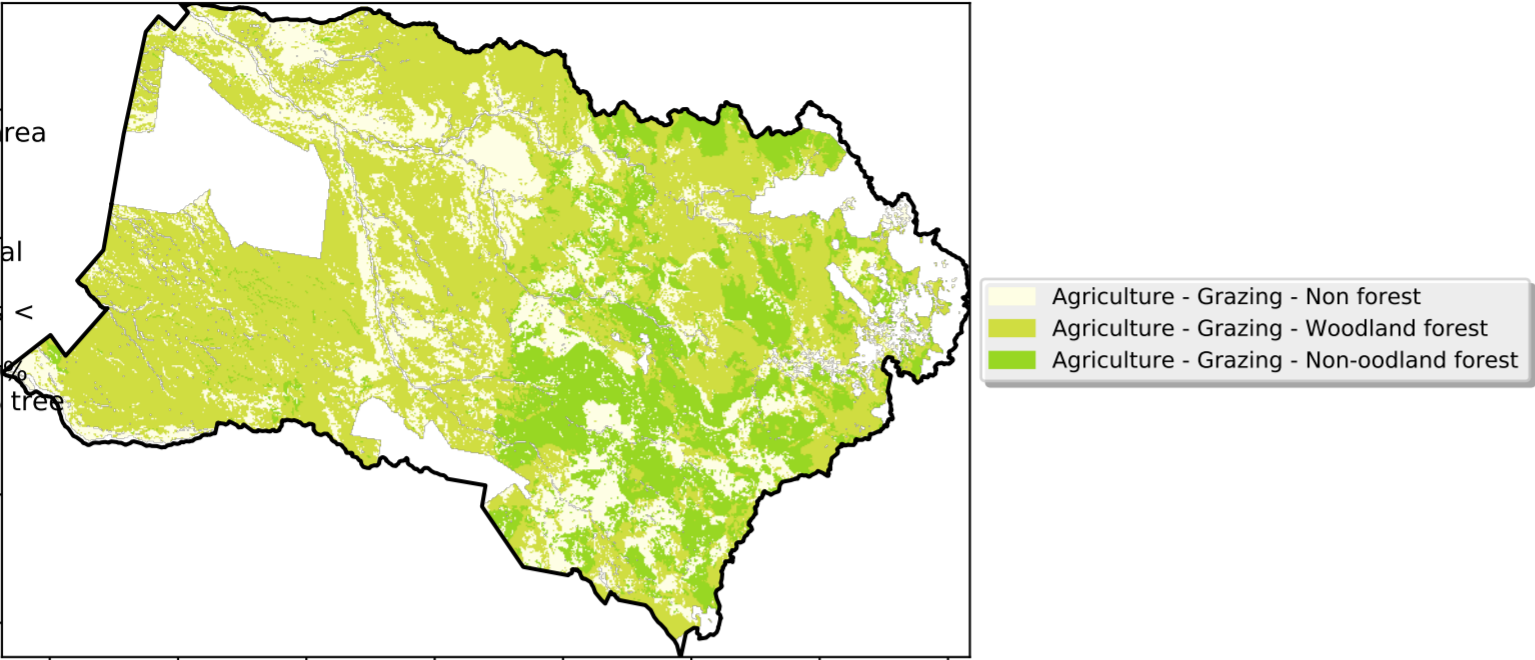 rea
al
<
%
tree
Agriculture - Grazing - Non forest
Agriculture - Grazing - Woodland forest
Agriculture - Grazing - Non-oodland forest